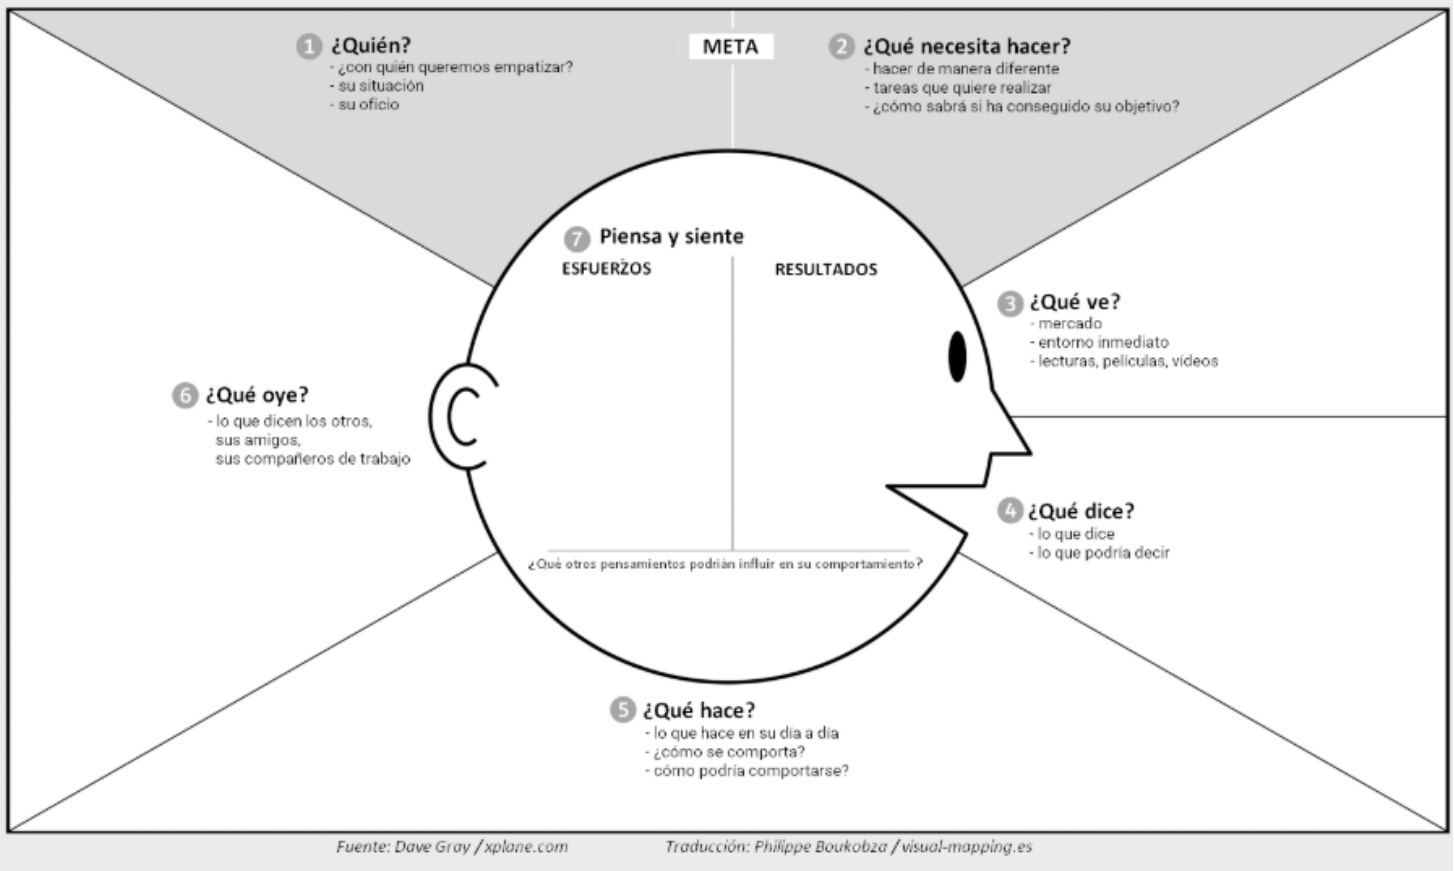 META
1 ¿Quién?
- ¿con quién queremos empatizar?
- su situación
- su oficio
2 ¿Qué necesita hacer?
- hacer de manera diferente
- tareas que quiere realizar
- ¿cómo sabrá si ha conseguido su objetivo?
7 Piensa y siente
ESFUERZOS
RESULTADOS
3 ¿Qué ve?
- mercado
- entorno inmediato
- lecturas, películas, vídeos
6 ¿Qué oye?
- lo que dicen los otros,
sus amigos,
sus compañeros de trabajo
4 ¿Qué dice?
- lo que dice
- lo que podría decir
¿Qué otros pensamientos podrián influir en su comportamiento?
5 ¿Qué hace?
- lo que hace en su día a día
- ¿cómo se comporta?
- cómo podría comportarse?
Fuente: Dave Gray / xplane.com
Traducción: Philippe Boukobza / visual-mapping.es